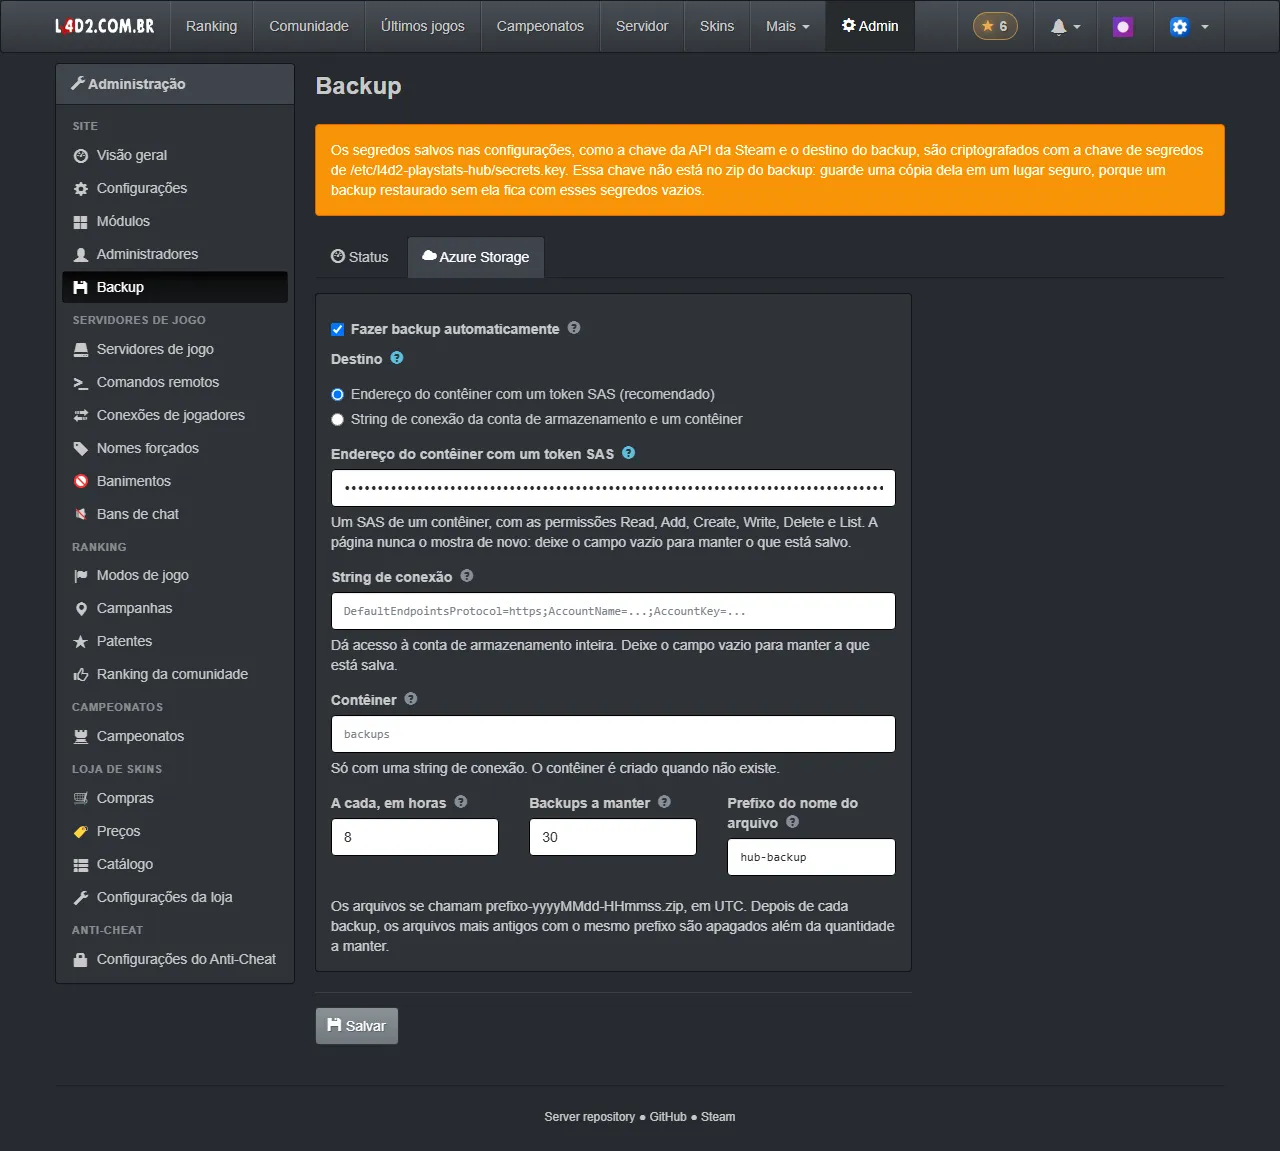 L4D2.COM.BR
Ranking
Comunidade
Últimos jogos
Campeonatos
Servidor
Skins
Mais
Admin
6
Administração
SITE
Visão geral
Configurações
Módulos
Administradores
Backup
SERVIDORES DE JOGO
Servidores de jogo
Comandos remotos
Conexões de jogadores
Nomes forçados
Banimentos
Bans de chat
RANKING
Modos de jogo
Campanhas
Patentes
Ranking da comunidade
CAMPEONATOS
Campeonatos
LOJA DE SKINS
Compras
Preços
Catálogo
Configurações da loja
ANTI-CHEAT
Configurações do Anti-Cheat
Backup
Os segredos salvos nas configurações, como a chave da API da Steam e o destino do backup, são criptografados com a chave de segredos
de /etc/l4d2-playstats-hub/secrets.key. Essa chave não está no zip do backup: guarde uma cópia dela em um lugar seguro, porque um
backup restaurado sem ela fica com esses segredos vazios.
Status
Azure Storage
Fazer backup automaticamente
Destino
Endereço do contêiner com um token SAS (recomendado)
String de conexão da conta de armazenamento e um contêiner
Endereço do contêiner com um token SAS
Um SAS de um contêiner, com as permissões Read, Add, Create, Write, Delete e List. A
página nunca o mostra de novo: deixe o campo vazio para manter o que está salvo.
String de conexão
DefaultEndpointsProtocol=https;AccountName=...;AccountKey=...
Dá acesso à conta de armazenamento inteira. Deixe o campo vazio para manter a que
está salva.
Contêiner
backups
Só com uma string de conexão. O contêiner é criado quando não existe.
A cada, em horas
8
Backups a manter
30
Prefixo do nome do
arquivo
hub-backup
Os arquivos se chamam prefixo-yyyyMMdd-HHmmss.zip, em UTC. Depois de cada
backup, os arquivos mais antigos com o mesmo prefixo são apagados além da quantidade
a manter.
Salvar
Server repository ● GitHub ● Steam